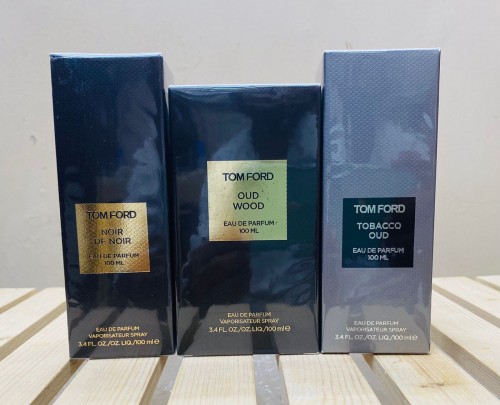 TOM FORD
NOIR
DE NOIR
EAU DE PARFUM
100 ML
EAU DE PARFUM
VAPORISATEUR SPRAY
3.4 FL. OZ./OZ. LIQ./100 ml ℮
TOM FORD
OUD
WOOD
EAU DE PARFUM
100 ML
EAU DE PARFUM
VAPORISATEUR SPRAY
3.4 FL. OZ./OZ. LIQ./100 ml ℮
TOM FORD
TOBACCO
OUD
EAU DE PARFUM
100 ML
EAU DE PARFUM
VAPORISATEUR SPRAY
3.4 FL. OZ./OZ. LIQ./100 ml ℮